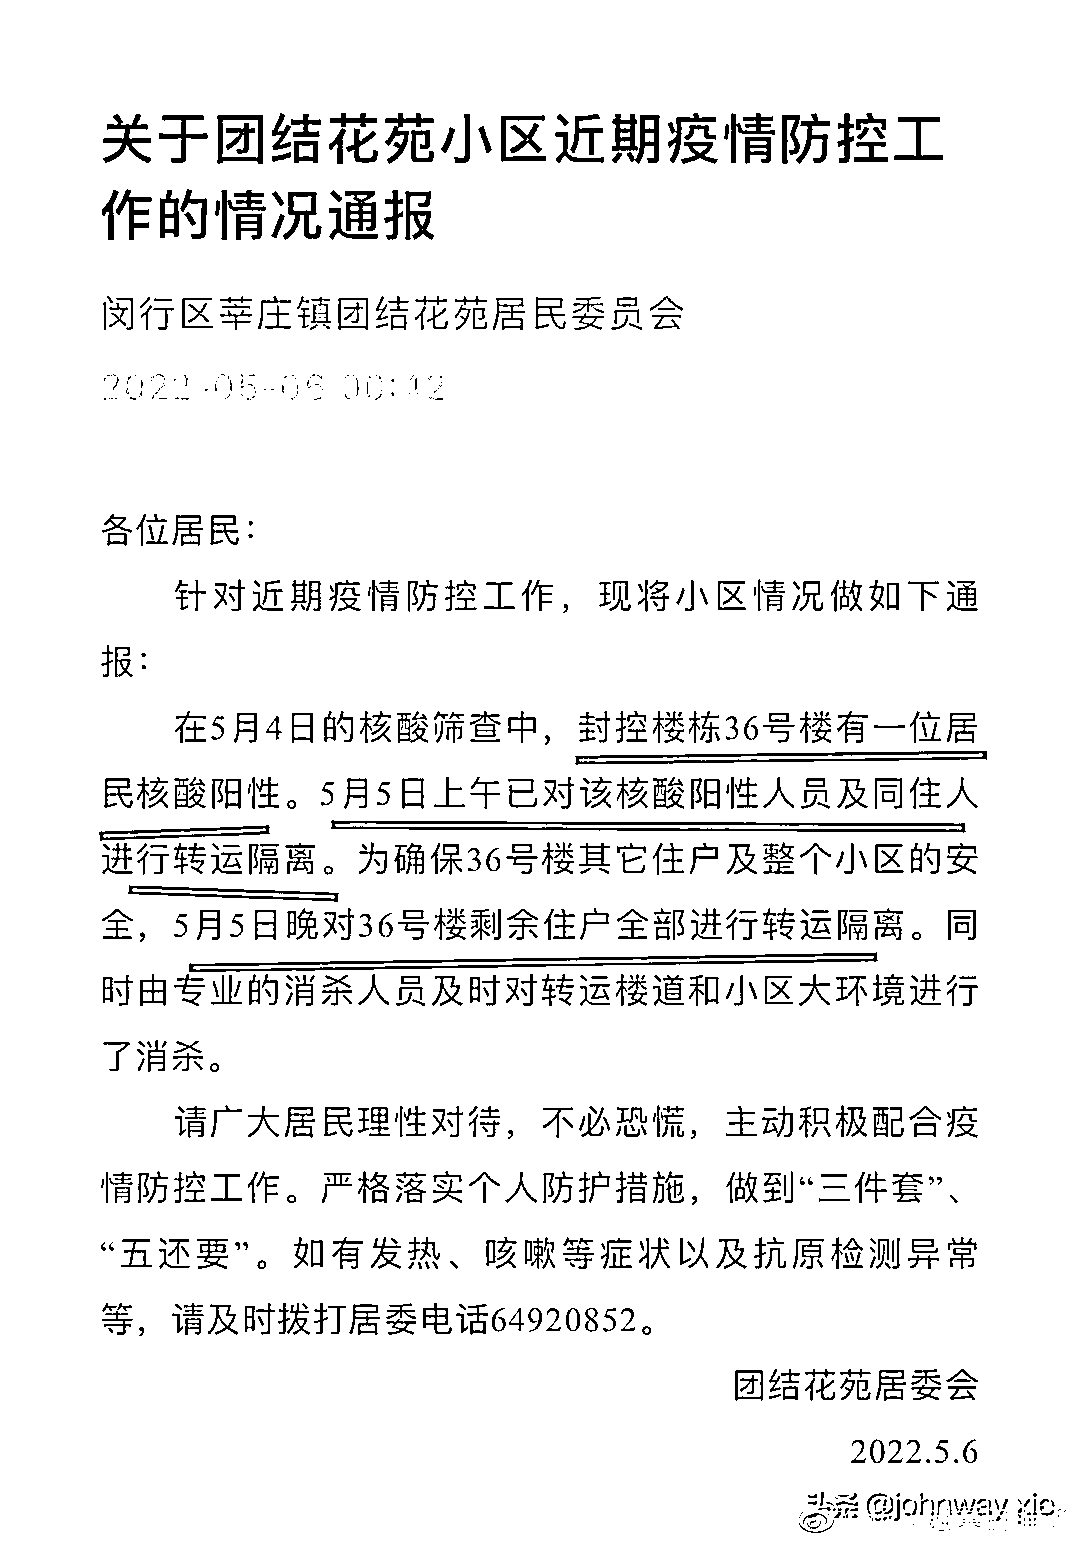 关于团结花苑小区近期疫情防控工
作的情况通报
闵行区莘庄镇团结花苑居民委员会
2022-05-06 00:12
各位居民：
针对近期疫情防控工作，现将小区情况做如下通
报：
在5月4日的核酸筛查中，封控楼栋36号楼有一位居
民核酸阳性。5月5日上午已对该核酸阳性人员及同住人
进行转运隔离。为确保36号楼其它住户及整个小区的安
全，5月5日晚对36号楼剩余住户全部进行转运隔离。同
时由专业的消杀人员及时对转运楼道和小区大环境进行
了消杀。
请广大居民理性对待，不必恐慌，主动积极配合疫
情防控工作。严格落实个人防护措施，做到“三件套”、
“五还要”。如有发热、咳嗽等症状以及抗原检测异常
等，请及时拨打居委电话64920852。
团结花苑居委会
2022.5.6
头条 @johnway xie